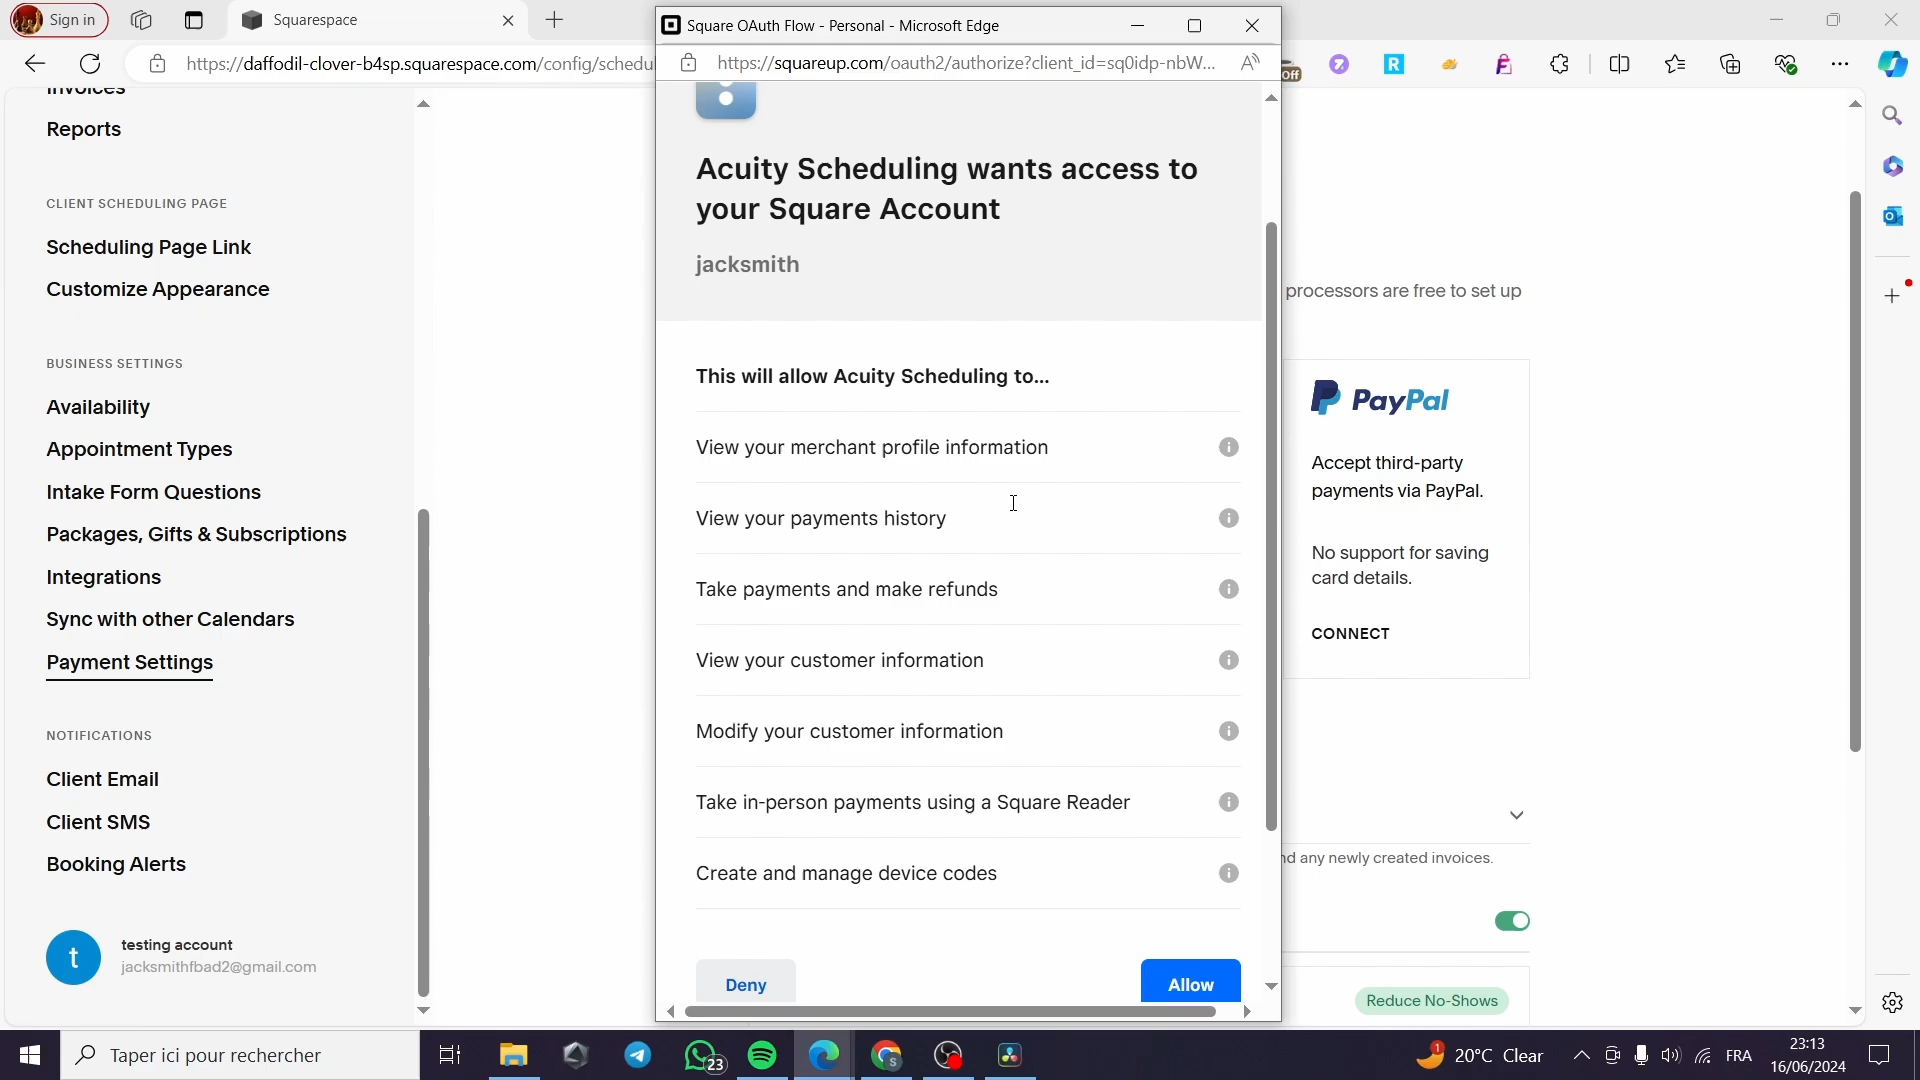 Sign in
Squarespace
Square OAuth Flow - Personal - Microsoft Edge
https://daffodil-clover-b4sp.squarespace.com/config/schedu
https://squareup.com/oauth2/authorize?client_id=sq0idp-nbW...
Off
Invoices
Reports
CLIENT SCHEDULING PAGE
Scheduling Page Link
Customize Appearance
BUSINESS SETTINGS
Availability
Appointment Types
Intake Form Questions
Packages, Gifts & Subscriptions
Integrations
Sync with other Calendars
Payment Settings
NOTIFICATIONS
Client Email
Client SMS
Booking Alerts
t
testing account
jacksmithfbad2@gmail.com
Acuity Scheduling wants access to
your Square Account
jacksmith
This will allow Acuity Scheduling to...
View your merchant profile information
View your payments history
Take payments and make refunds
View your customer information
Modify your customer information
Take in-person payments using a Square Reader
Create and manage device codes
Deny
Allow
processors are free to set up
PayPal
Accept third-party
payments via PayPal.
No support for saving
card details.
CONNECT
nd any newly created invoices.
Reduce No-Shows
Taper ici pour rechercher
23
1
20°C Clear
FRA
23:13
16/06/2024